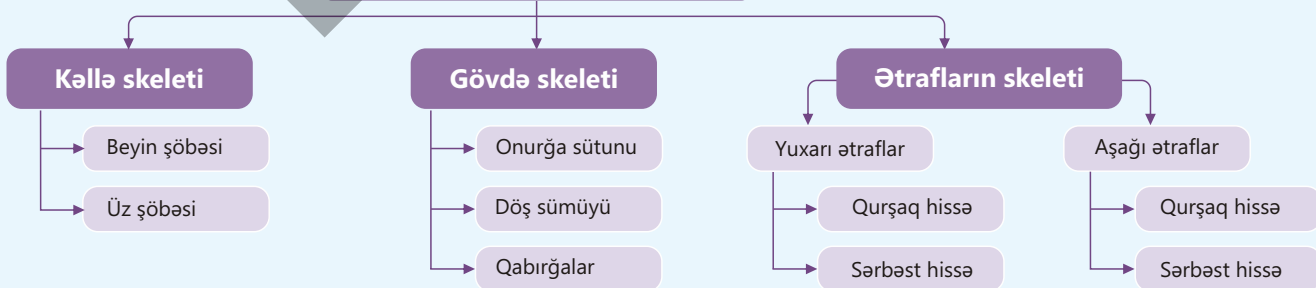 Kəllə skeleti
Beyin şöbəsi
Üz şöbəsi
Gövdə skeleti
Onurğa sütunu
Döş sümüyü
Qabırğalar
Ətrafların skeleti
Yuxarı ətraflar
Qurşaq hissə
Sərbəst hissə
Aşağı ətraflar
Qurşaq hissə
Sərbəst hissə